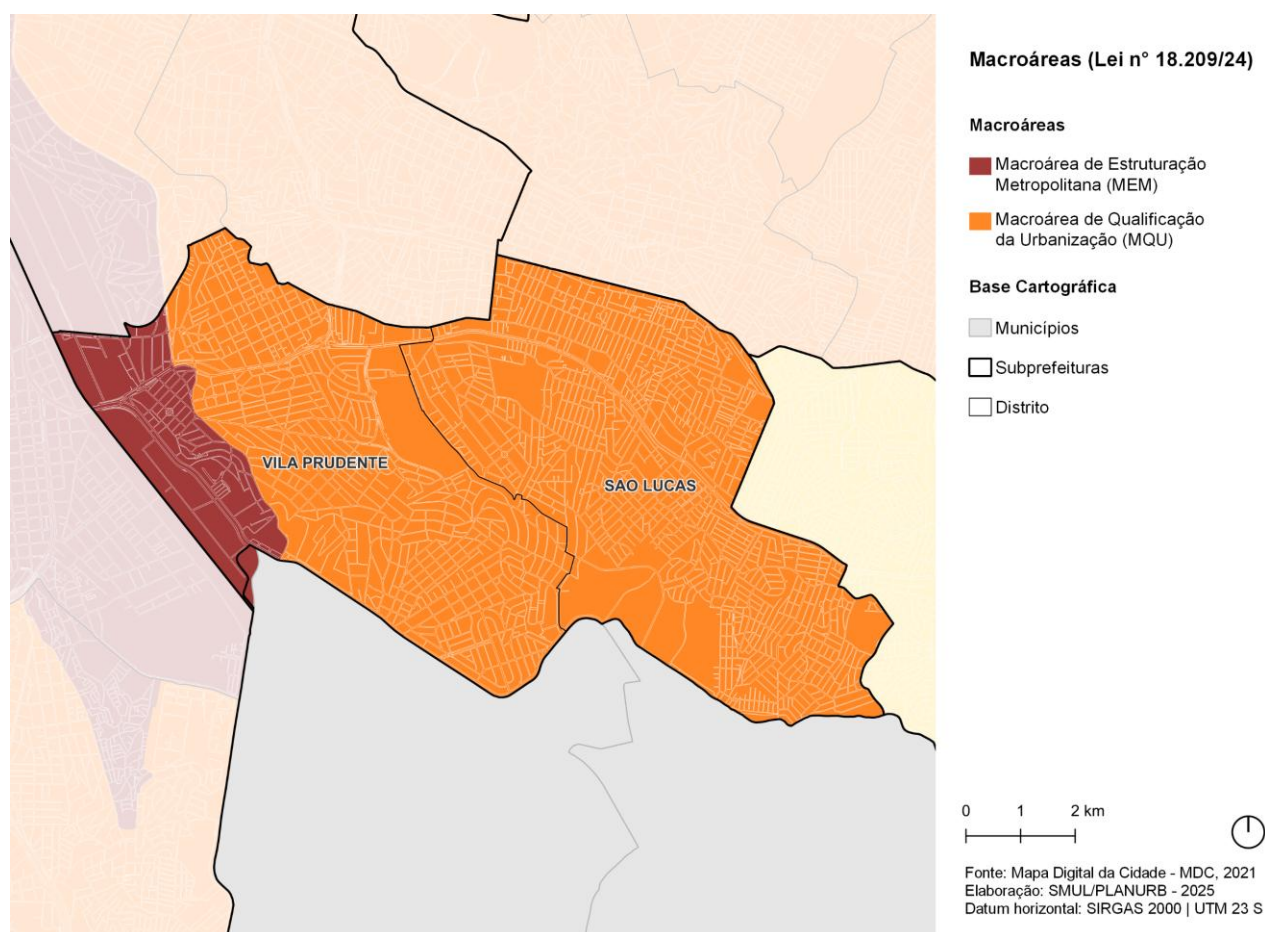 Macroáreas (Lei n° 18.209/24)
Macroáreas
Macroárea de Estruturação
Metropolitana (MEM)
Macroárea de Qualificação
da Urbanização (MQU)
Base Cartográfica
Municípios
Subprefeituras
Distrito
VILA PRUDENTE
SAO LUCAS
0 1 2 km
Fonte: Mapa Digital da Cidade - MDC, 2021
Elaboração: SMUL/PLANURB - 2025
Datum horizontal: SIRGAS 2000 | UTM 23 S